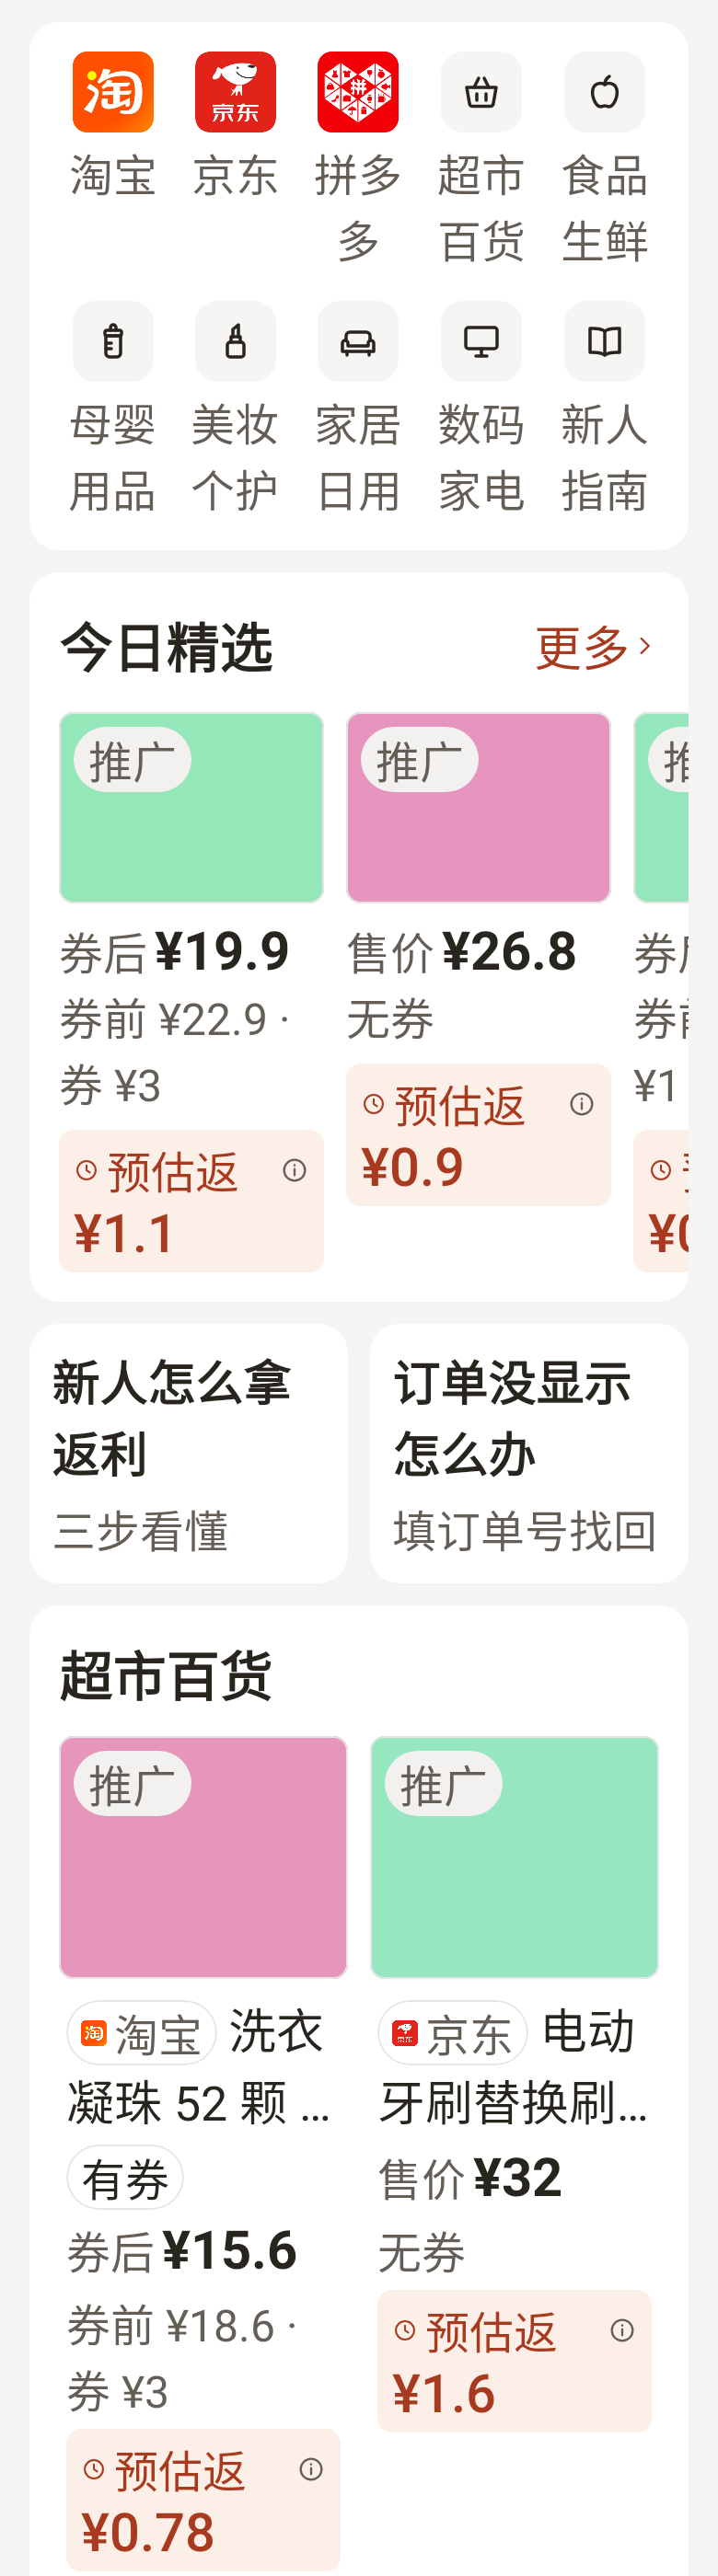 淘
京东
拼
淘宝
京东
拼多多
超市百货
食品生鲜
母婴用品
美妆个护
家居日用
数码家电
新人指南
今日精选
更多
推广
券后 ¥19.9
券前 ¥22.9 ·
券 ¥3
预估返
¥1.1
推广
售价 ¥26.8
无券
预估返
¥0.9
券
券
¥1
新人怎么拿
返利
三步看懂
订单没显示
怎么办
填订单号找回
超市百货
推广
淘宝 洗衣
凝珠 52 颗 ...
有券
券后 ¥15.6
券前 ¥18.6 ·
券 ¥3
预估返
¥0.78
推广
京东 电动
牙刷替换刷...
售价 ¥32
无券
预估返
¥1.6